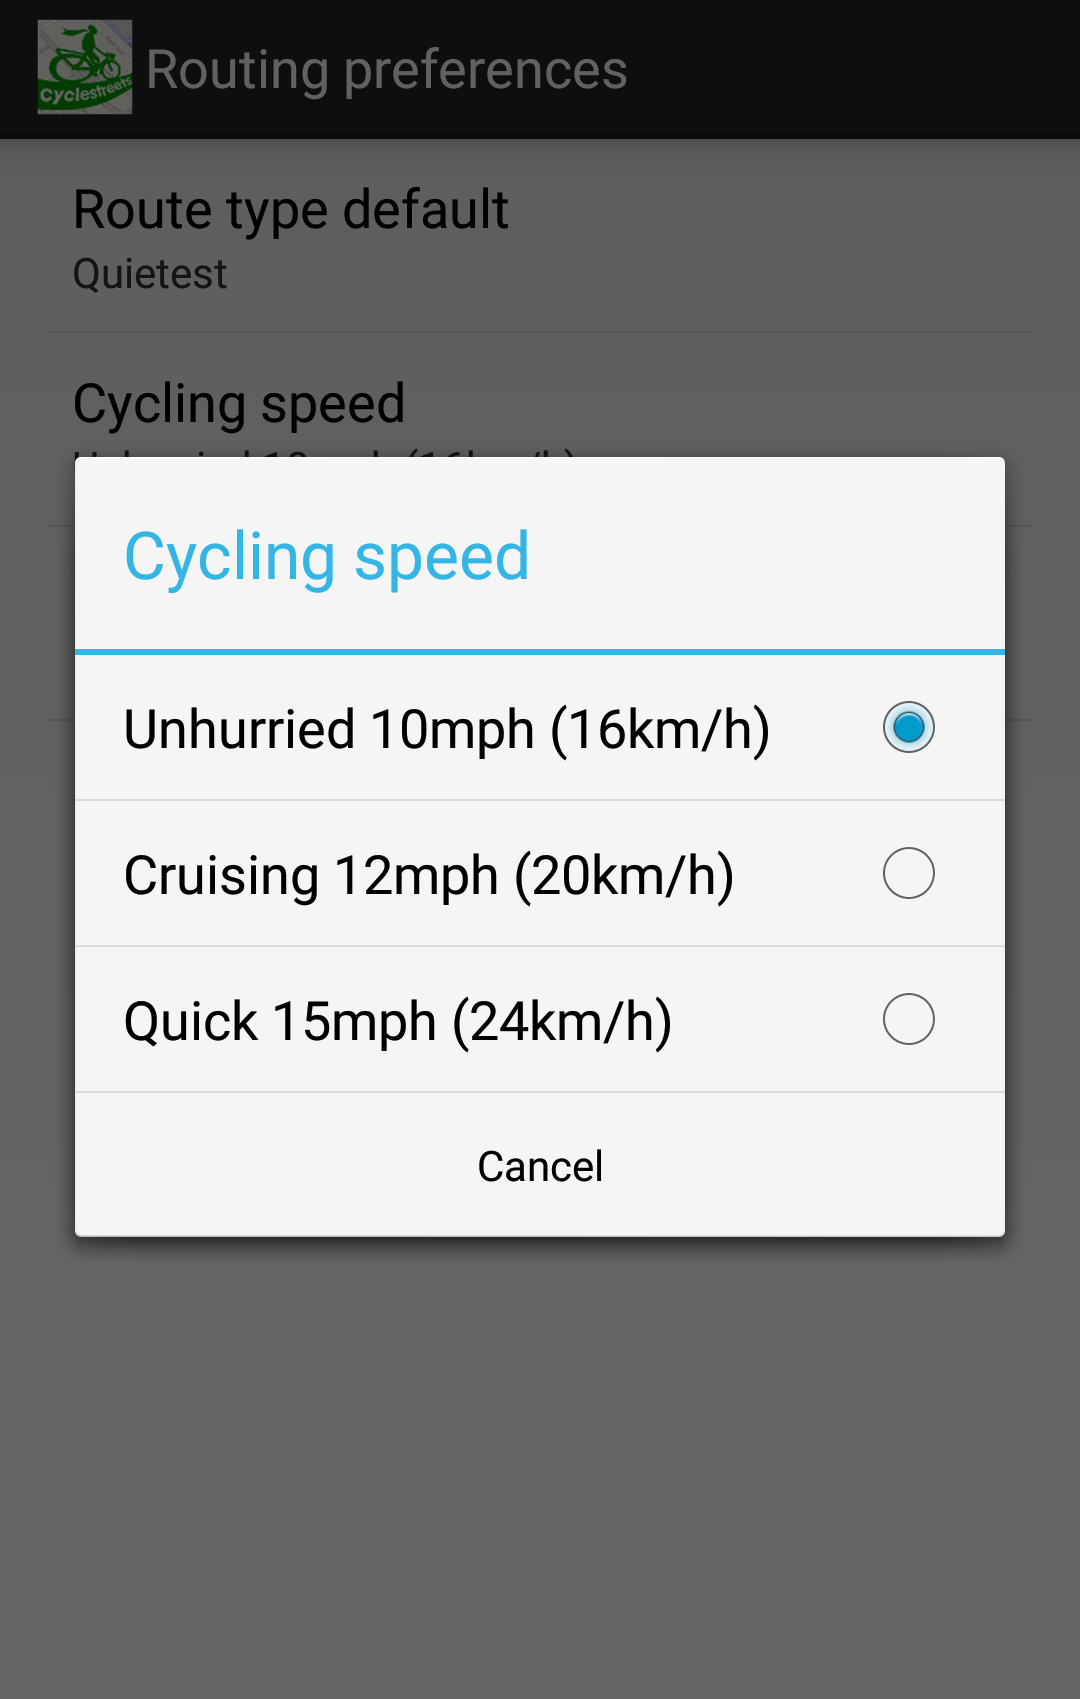 Cyclestreets
Routing preferences
Route type default
Quietest
Cycling speed
Cycling speed
Unhurried 10mph (16km/h)
Cruising 12mph (20km/h)
Quick 15mph (24km/h)
Cancel